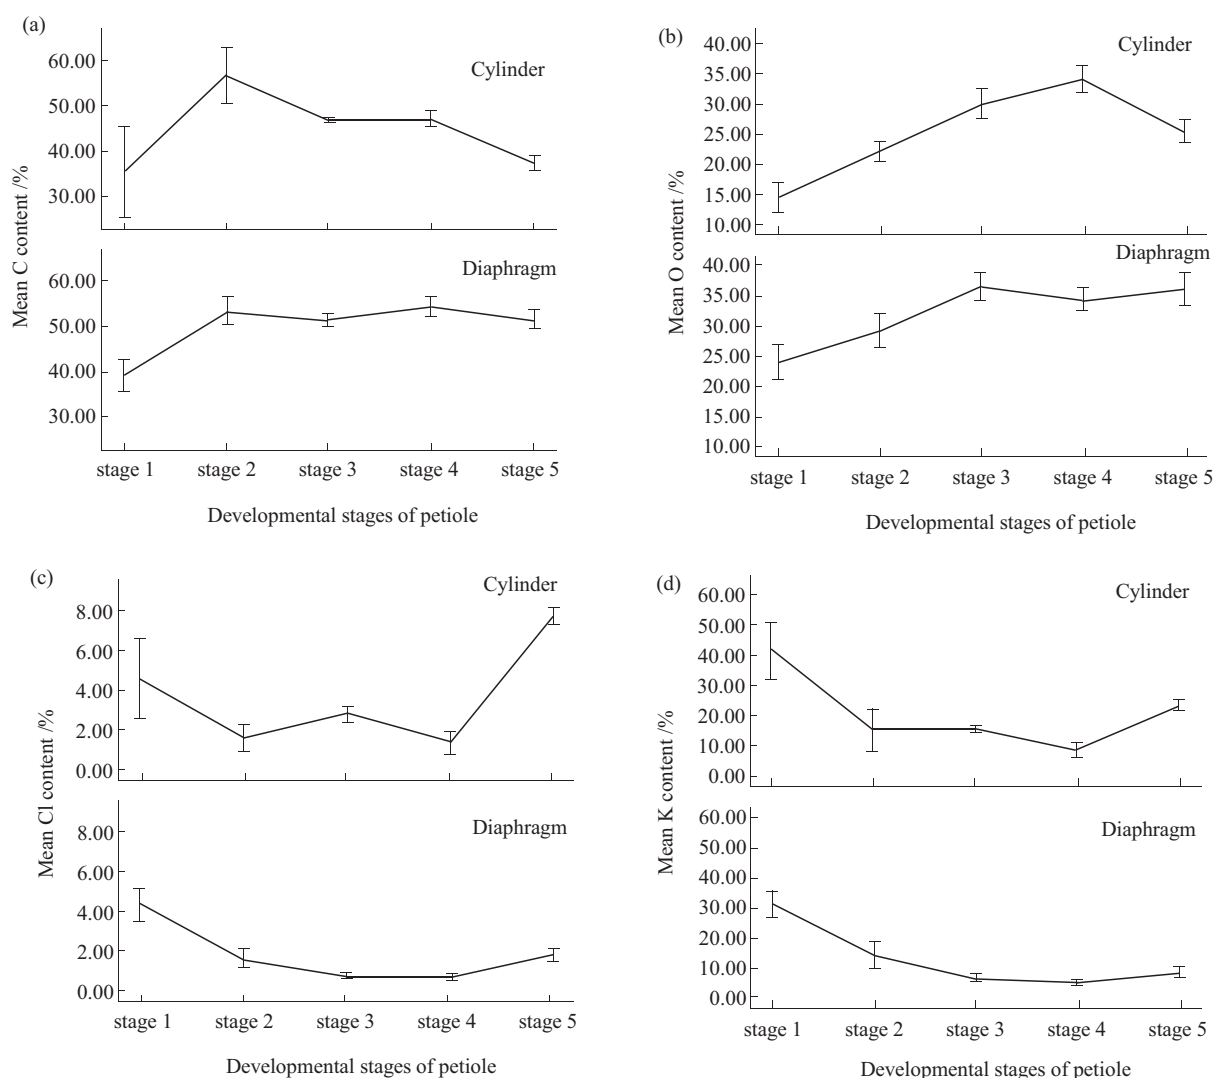 (a)
Mean C content /%
60.00
50.00
40.00
30.00
Cylinder
60.00
50.00
40.00
30.00
Diaphragm
stage 1 stage 2 stage 3 stage 4 stage 5
Developmental stages of petiole
(b)
Mean O content /%
40.00
35.00
30.00
25.00
20.00
15.00
10.00
Cylinder
40.00
35.00
30.00
25.00
20.00
15.00
10.00
Diaphragm
stage 1 stage 2 stage 3 stage 4 stage 5
Developmental stages of petiole
(c)
Mean Cl content /%
8.00
6.00
4.00
2.00
0.00
Cylinder
8.00
6.00
4.00
2.00
0.00
Diaphragm
stage 1 stage 2 stage 3 stage 4 stage 5
Developmental stages of petiole
(d)
Mean K content /%
60.00
50.00
40.00
30.00
20.00
10.00
0.00
Cylinder
60.00
50.00
40.00
30.00
20.00
10.00
0.00
Diaphragm
stage 1 stage 2 stage 3 stage 4 stage 5
Developmental stages of petiole